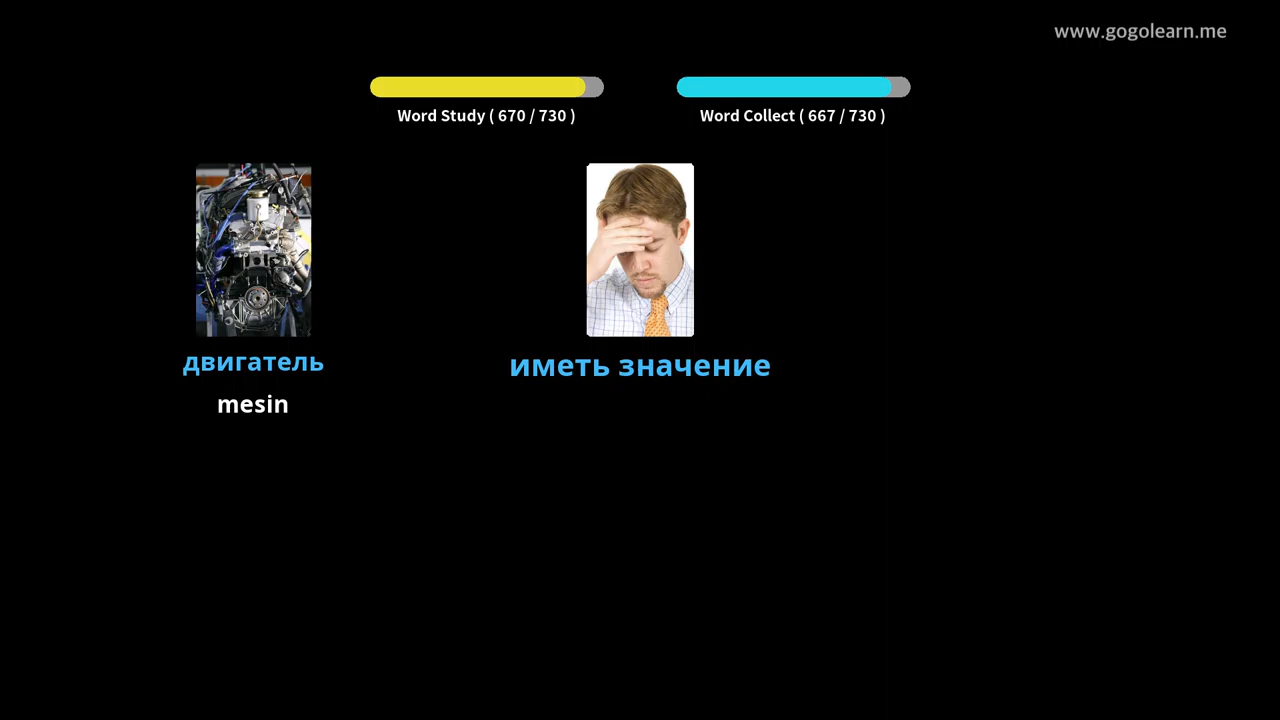 www.gogolearn.me
Word Study ( 670 / 730 )
Word Collect ( 667 / 730 )
двигатель
mesin
иметь значение